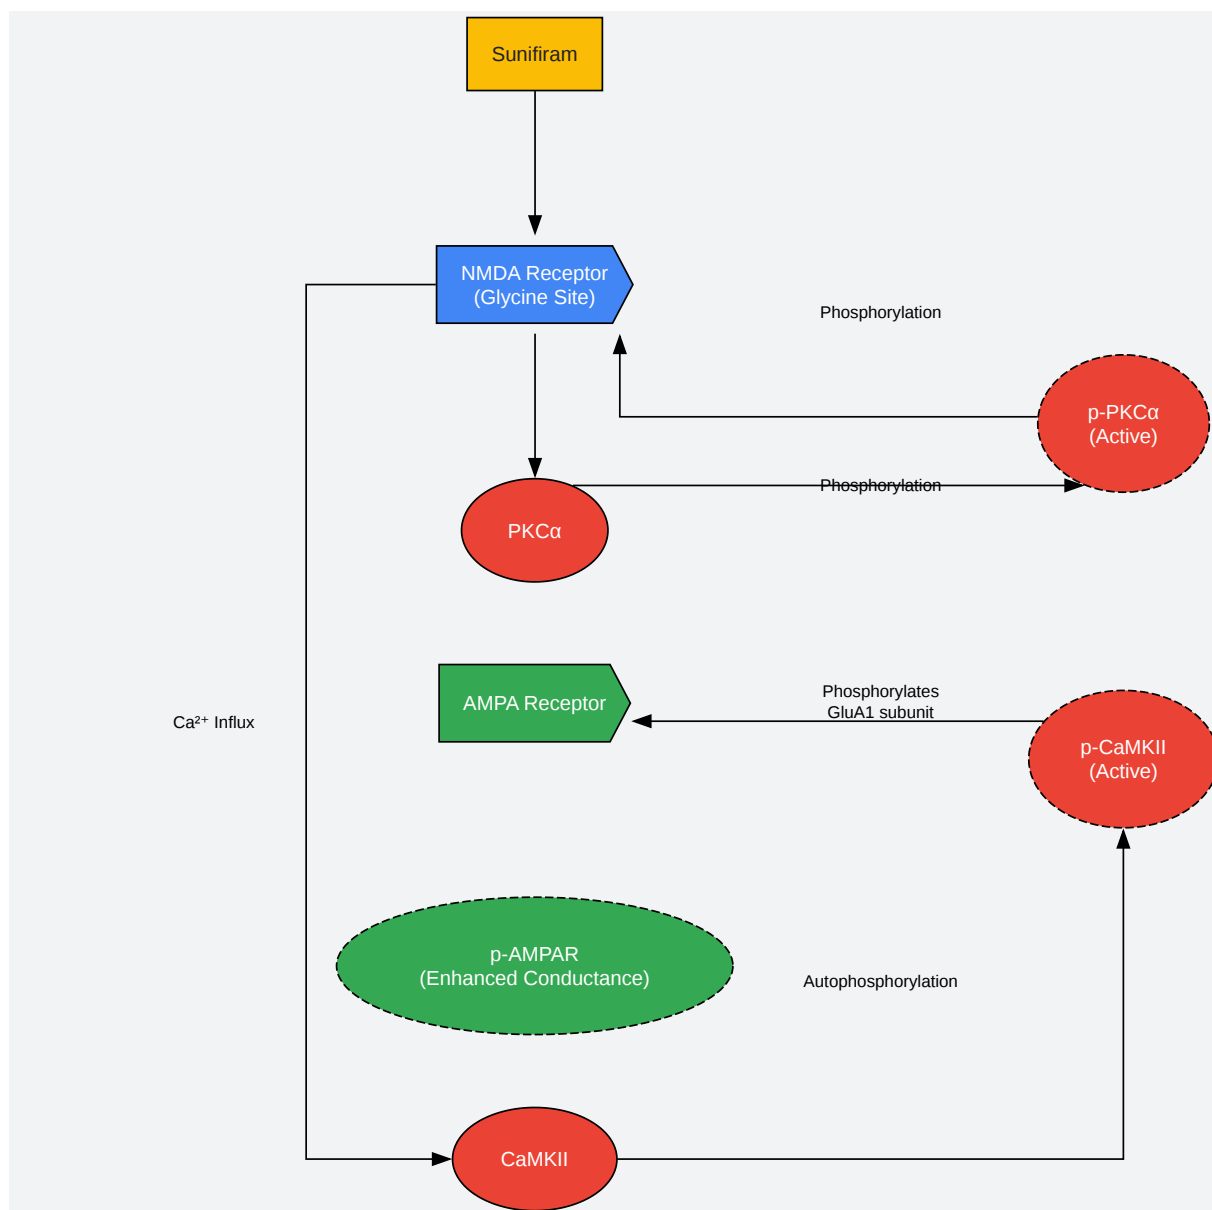 Sunifiram
NMDA Receptor
(Glycine Site)
Phosphorylation
p-PKCα
(Active)
Phosphorylation
PKCα
AMPA Receptor
Phosphorylates
GluA1 subunit
Ca²⁺ Influx
p-CaMKII
(Active)
p-AMPAR
(Enhanced Conductance)
Autophosphorylation
CaMKII